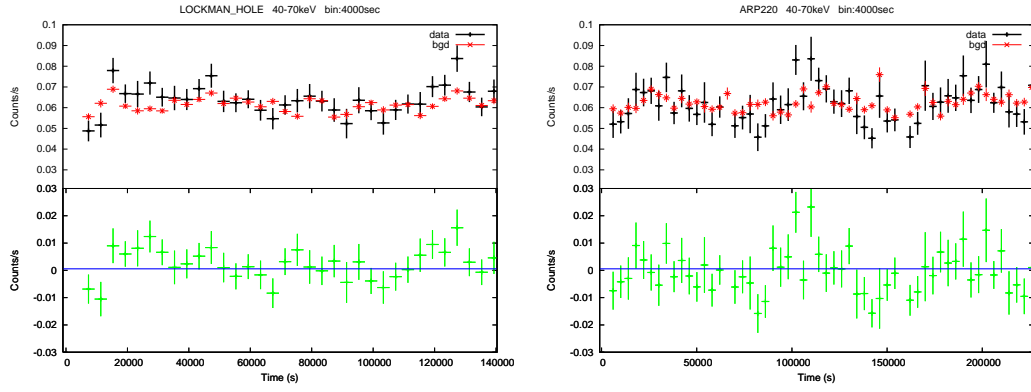 LOCKMAN_HOLE 40-70keV bin:4000sec
data
bgd
Counts/s
0.1
0.09
0.08
0.07
0.06
0.05
0.04
0.03
Counts/s
0.03
0.02
0.01
0
-0.01
-0.02
-0.03
0 20000 40000 60000 80000 100000 120000 140000
Time (s)
ARP220 40-70keV bin:4000sec
data
bgd
Counts/s
0.1
0.09
0.08
0.07
0.06
0.05
0.04
0.03
Counts/s
0.03
0.02
0.01
0
-0.01
-0.02
-0.03
0 50000 100000 150000 200000
Time (s)